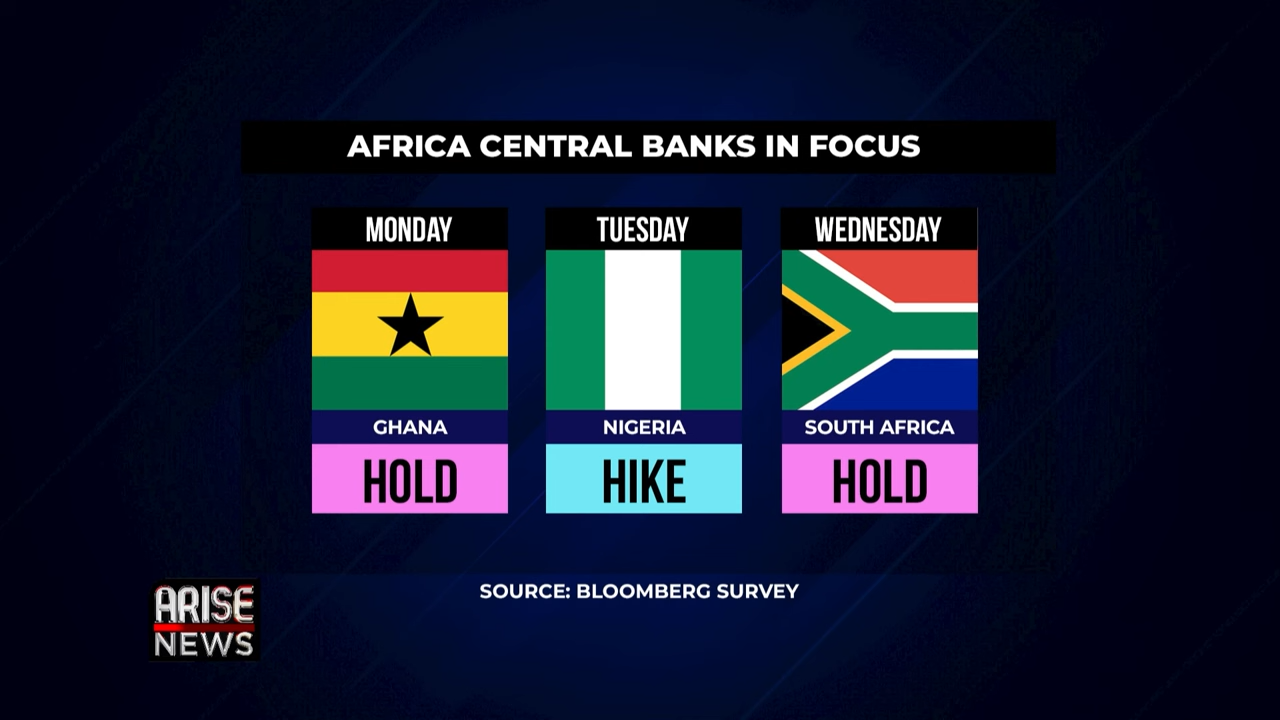 AFRICA CENTRAL BANKS IN FOCUS
MONDAY
GHANA
HOLD
TUESDAY
NIGERIA
HIKE
WEDNESDAY
SOUTH AFRICA
HOLD
SOURCE: BLOOMBERG SURVEY
ARISE
NEWS